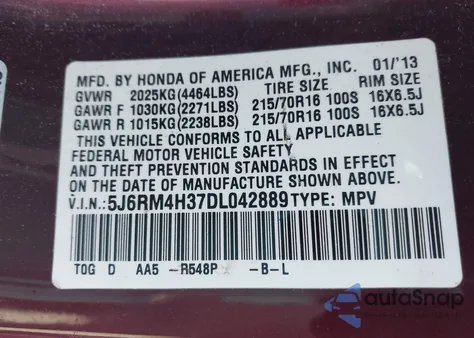 MFD. BY HONDA OF AMERICA MFG., INC. 01/'13
GVWR 2025KG(4464LBS) TIRE SIZE RIM SIZE
GAWR F 1030KG(2271LBS) 215/70R16 100S 16X6.5J
GAWR R 1015KG(2238LBS) 215/70R16 100S 16X6.5J
THIS VEHICLE CONFORMS TO ALL APPLICABLE
FEDERAL MOTOR VEHICLE SAFETY
AND THEFT PREVENTION STANDARDS IN EFFECT
ON THE DATE OF MANUFACTURE SHOWN ABOVE.
V.I.N.: 5J6RM4H37DL042889 TYPE: MPV
TOG D AA5 -R548P -B-L
autoSnap